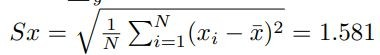 Sx = √(1/N ∑_{i=1}^{N} (x_i − x̄)²) = 1.581